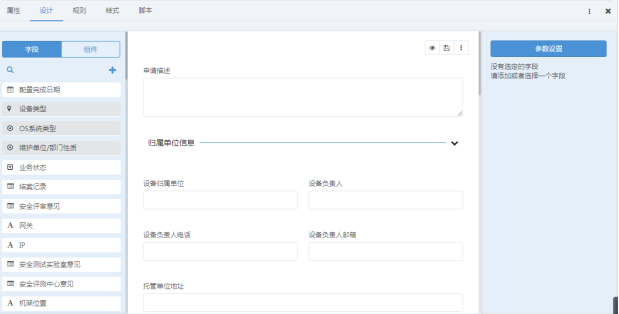 属性 设计 规则 样式 脚本
字段 组件
配置完成日期
设备类型
OS系统类型
维护单位/部门性质
业务状态
结案记录
安全评审意见
A 网关
A IP
安全测试实验室意见
安全评测中心意见
A 机架位置
申请描述
归属单位信息
设备归属单位 设备负责人
设备负责人电话 设备负责人邮箱
托管单位地址
参数设置
没有选定的字段
请添加或者选择一个字段